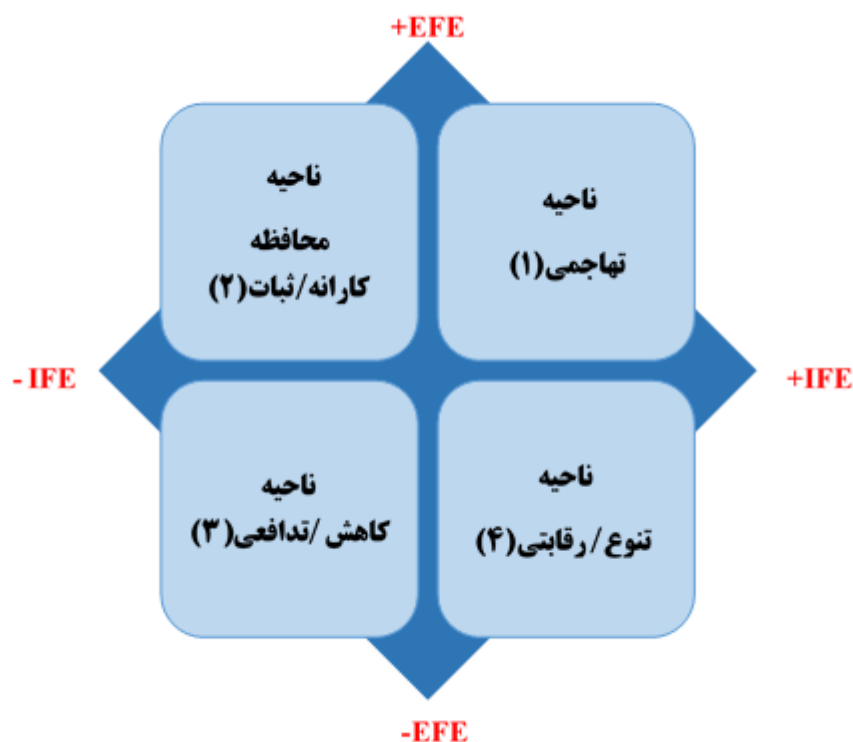 +EFE
ناحیه
تهاجمی(۱)
ناحیه
محافظه
کارانه/ثبات(۲)
- IFE
+IFE
ناحیه
کاهش /تدافعی(۳)
ناحیه
تنوع/رقابتی(۴)
-EFE